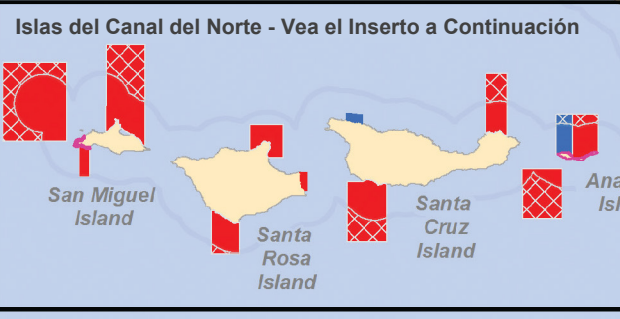 Islas del Canal del Norte - Vea el Inserto a Continuación
San Miguel
Island
Santa
Rosa
Island
Santa
Cruz
Island
Ana
Isl